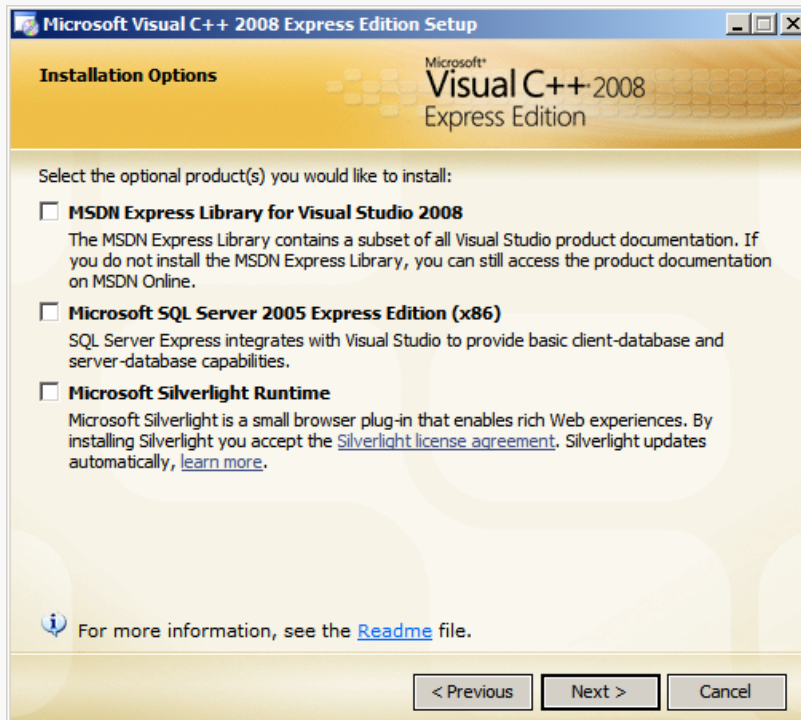 Microsoft Visual C++ 2008 Express Edition Setup
Installation Options
Microsoft®
Visual C++ 2008
Express Edition
Select the optional product(s) you would like to install:
MSDN Express Library for Visual Studio 2008
The MSDN Express Library contains a subset of all Visual Studio product documentation. If
you do not install the MSDN Express Library, you can still access the product documentation
on MSDN Online.
Microsoft SQL Server 2005 Express Edition (x86)
SQL Server Express integrates with Visual Studio to provide basic client-database and
server-database capabilities.
Microsoft Silverlight Runtime
Microsoft Silverlight is a small browser plug-in that enables rich Web experiences. By
installing Silverlight you accept the Silverlight license agreement. Silverlight updates
automatically, learn more.
For more information, see the Readme file.
< Previous
Next >
Cancel